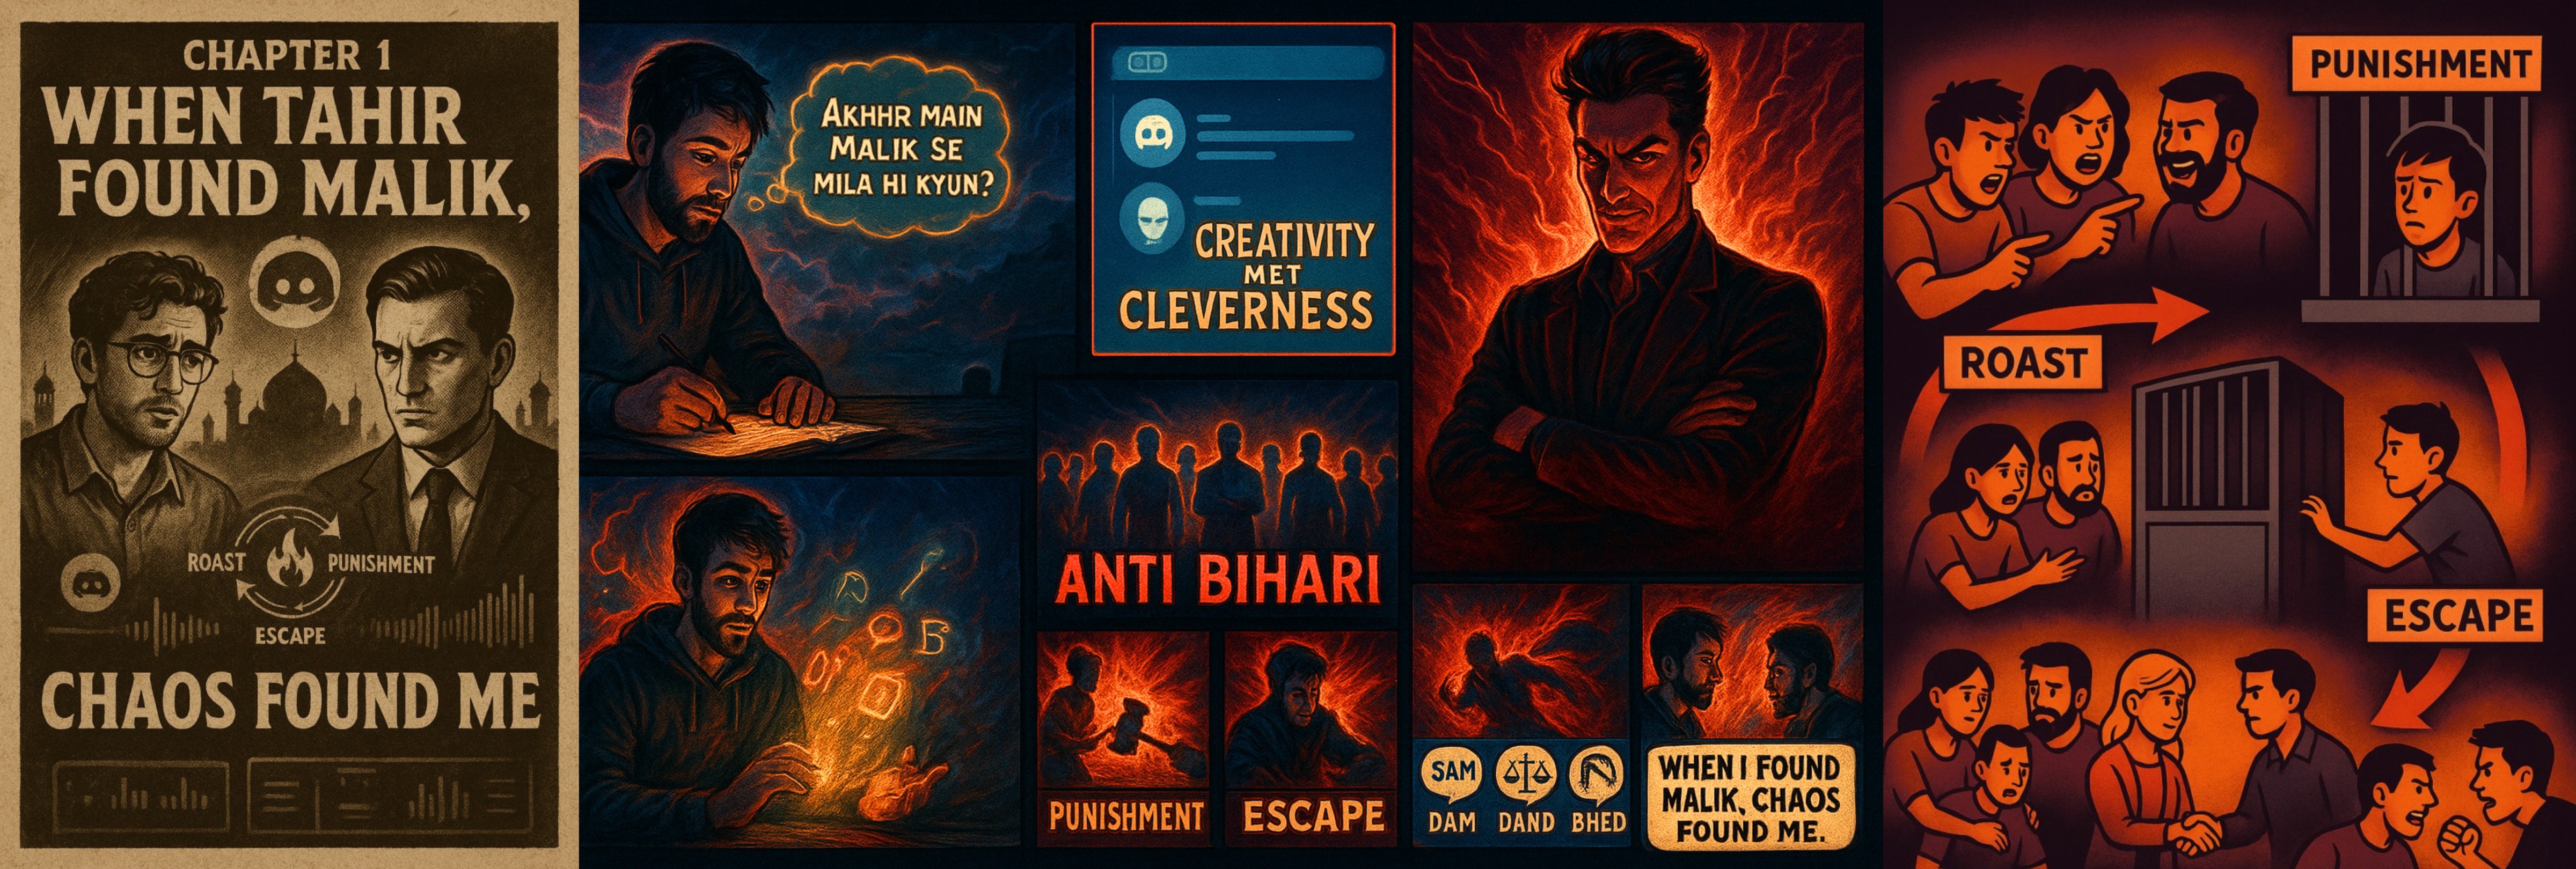 CHAPTER 1
WHEN TAHIR
FOUND MALIK,
ROAST
PUNISHMENT
ESCAPE
CHAOS FOUND ME
AKHHR MAIN
MALIK SE
MILA HI KYUN?
CREATIVITY
MET
CLEVERNESS
ANTI BIHARI
PUNISHMENT
ESCAPE
SAM
DAM DAND BHED
WHEN I FOUND
MALIK, CHAOS
FOUND ME.
PUNISHMENT
ROAST
ESCAPE